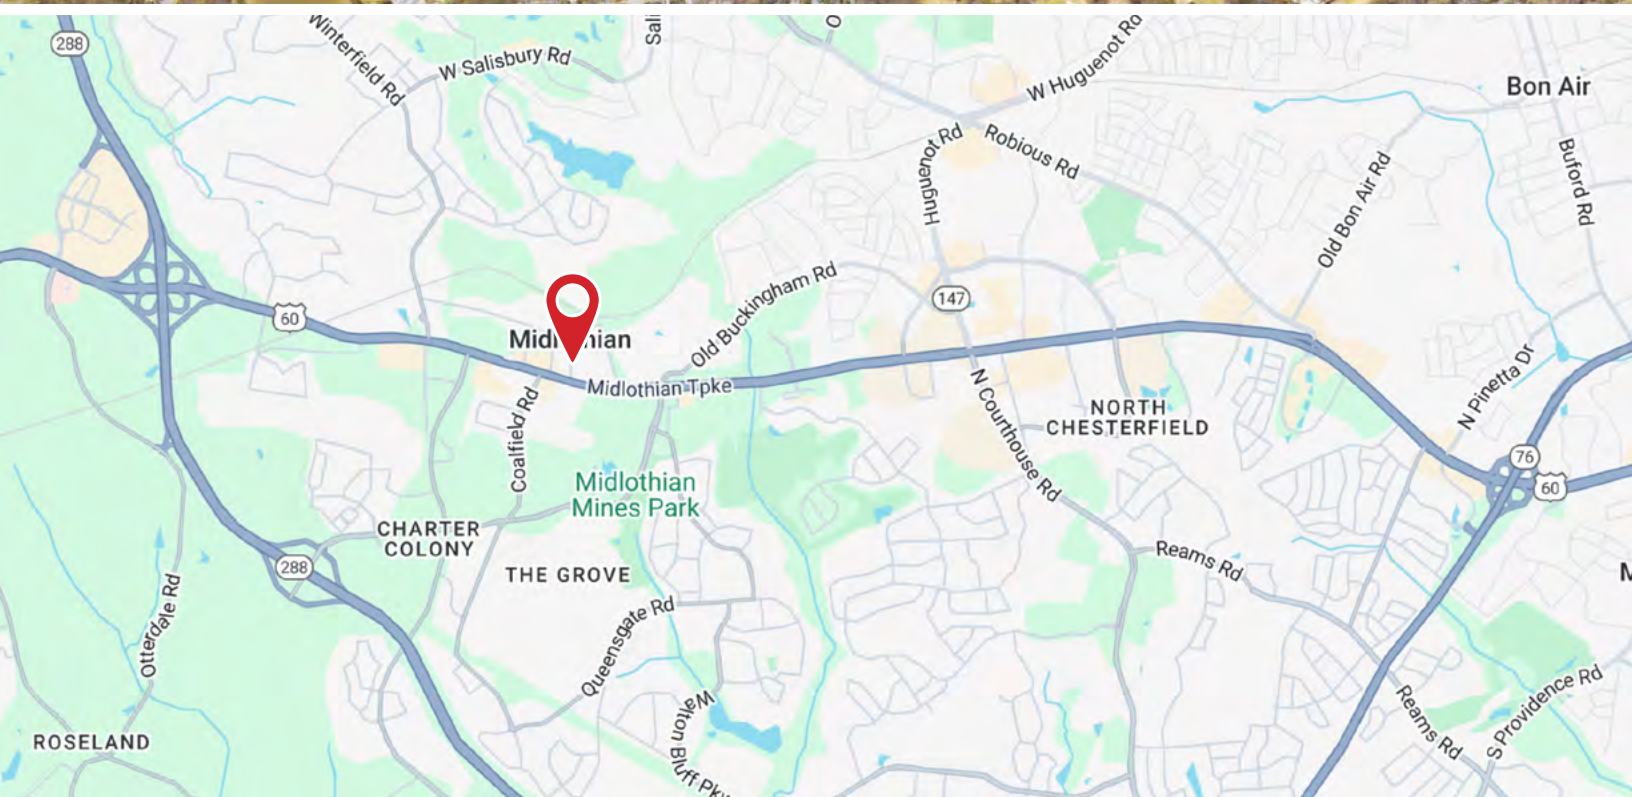 288
Winterfield Rd
W Salisbury Rd
W Huguenot Rd
Bon Air
Huguenot Rd
Robious Rd
Old Bon Air Rd
Buford Rd
Old Buckingham Rd
147
60
Midlothian Tpke
Coalfield Rd
N Courthouse Rd
NORTH
CHESTERFIELD
N Pinetta Dr
76
60
Midlothian
Mines Park
CHARTER
COLONY
THE GROVE
288
Reams Rd
Otterdale Rd
Queensgate Rd
Walton Bluff Pkw
Reams Rd
S Providence Rd
ROSELAND